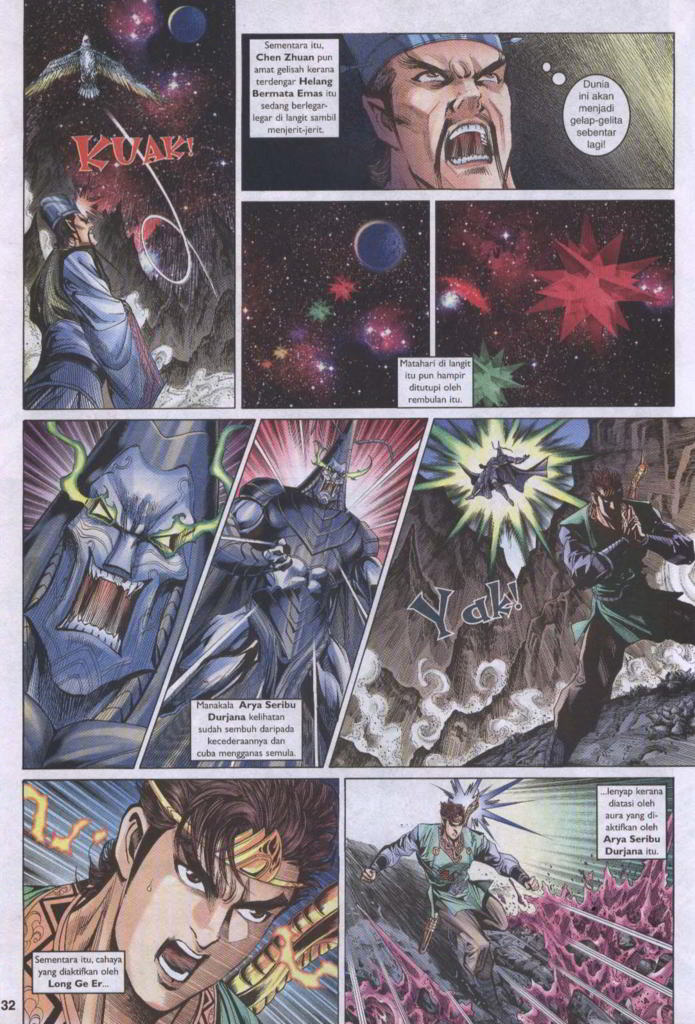 KUAK!
Sementara itu,
Chen Zhuan pun
amat gelisah kerana
terdengar Helang
Bermata Emas itu
sedang berlegar-
legar di langit sambil
menjerit-jerit.
Dunia
ini akan
menjadi
gelap-gelita
sebentar
lagi!
Matahari di langit
itu pun hampir
ditutupi oleh
rembulan itu.
Manakala Arya Seribu
Durjana kelihatan
sudah sembuh daripada
kecederaannya dan
cuba mengganas semula.
Yak!
Sementara itu, cahaya
yang diaktifkan oleh
Long Ge Er...
...lenyap kerana
diatasi oleh
aura yang di-
aktifkan oleh
Arya Seribu
Durjana itu.
32